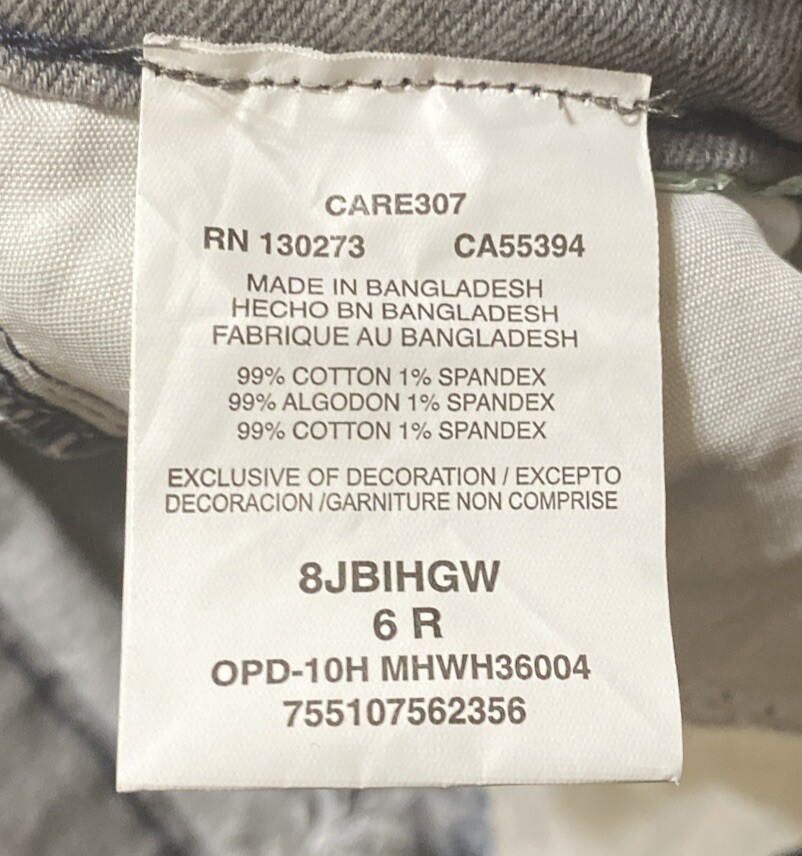 CARE307
RN 130273 CA55394
MADE IN BANGLADESH
HECHO BN BANGLADESH
FABRIQUE AU BANGLADESH
99% COTTON 1% SPANDEX
99% ALGODON 1% SPANDEX
99% COTTON 1% SPANDEX
EXCLUSIVE OF DECORATION / EXCEPTO
DECORACION /GARNITURE NON COMPRISE
8JBIHGW
6 R
OPD-10H MHWH36004
755107562356